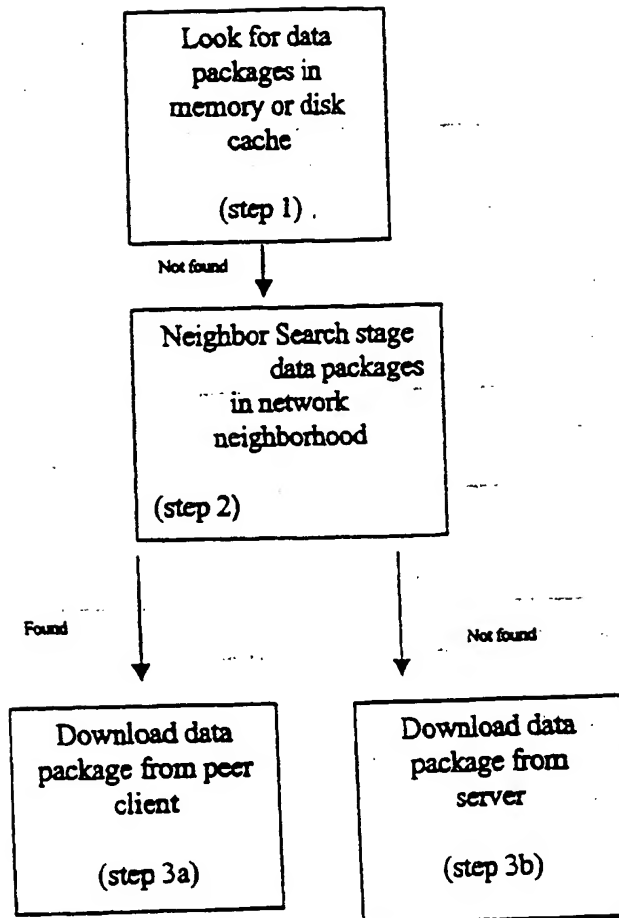 Look for data
packages in
memory or disk
cache
(step 1)
Not found
Neighbor Search stage
data packages
in network
neighborhood
(step 2)
Found
Not found
Download data
package from peer
client
(step 3a)
Download data
package from
server
(step 3b)